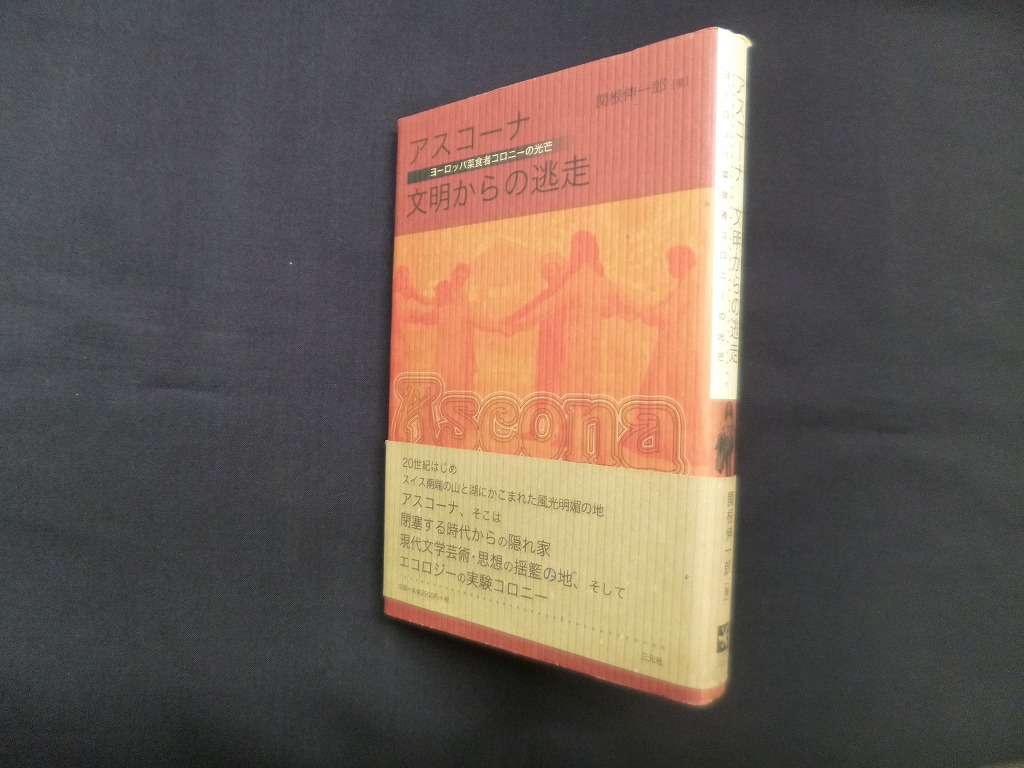 関根伸一郎 [著]
アスコーナ
ヨーロッパ菜食者コロニーの光芒
文明からの逃走
Ascona
20世紀はじめ
スイス南端の山と湖にかこまれた風光明媚の地
アスコーナ、そこは
閉塞する時代からの隠れ家
現代文学芸術・思想の揺籃の地、そして
エコロジーの実験コロニー
三元社
アスコーナ 文明からの逃走
ヨーロッパ菜食者コロニーの光芒
関根伸一郎 [著]